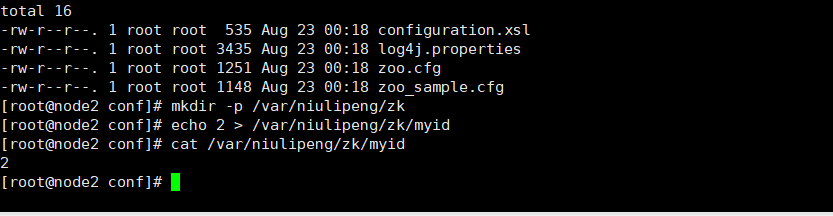 total 16
-rw-r--r--. 1 root root  535 Aug 23 00:18 configuration.xsl
-rw-r--r--. 1 root root 3435 Aug 23 00:18 log4j.properties
-rw-r--r--. 1 root root 1251 Aug 23 00:18 zoo.cfg
-rw-r--r--. 1 root root 1148 Aug 23 00:18 zoo_sample.cfg
[root@node2 conf]# mkdir -p /var/niulipeng/zk
[root@node2 conf]# echo 2 > /var/niulipeng/zk/myid
[root@node2 conf]# cat /var/niulipeng/zk/myid
2
[root@node2 conf]#